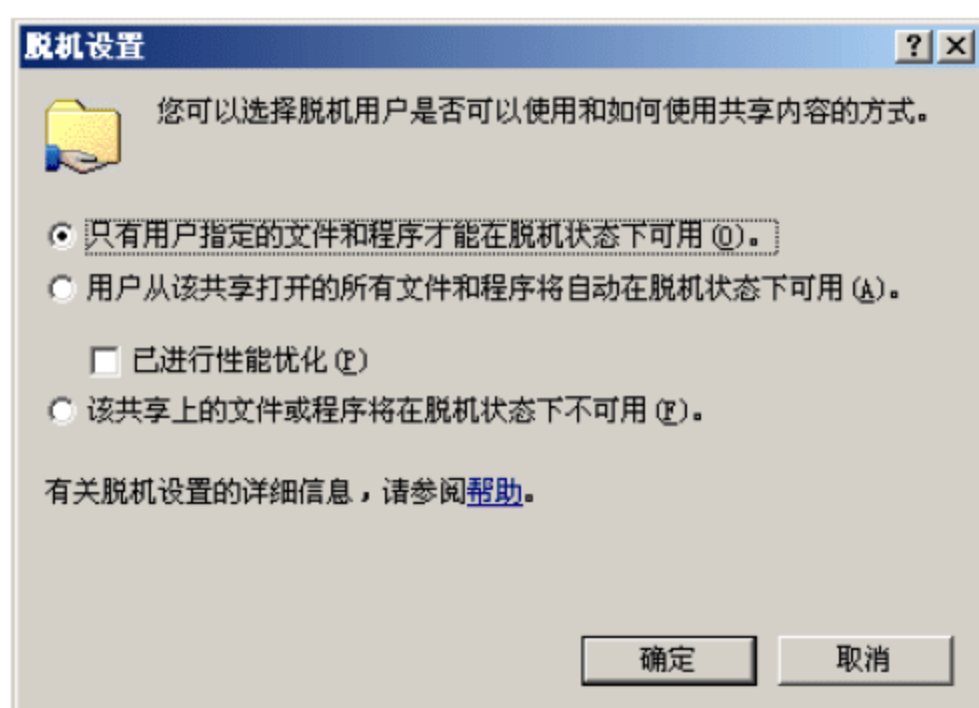 脱机设置
您可以选择脱机用户是否可以使用和如何使用共享内容的方式。
只有用户指定的文件和程序才能在脱机状态下可用(O)。
用户从该共享打开的所有文件和程序将自动在脱机状态下可用(A)。
已进行性能优化(P)
该共享上的文件或程序将在脱机状态下不可用(F)。
有关脱机设置的详细信息，请参阅帮助。
确定 取消